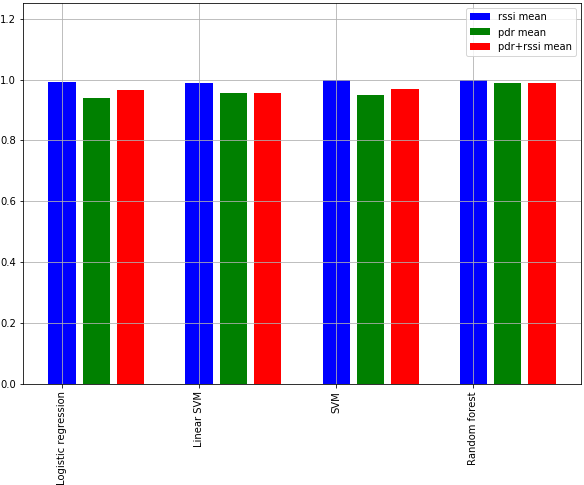 1.2
1.0
0.8
0.6
0.4
0.2
0.0
rssi mean
pdr mean
pdr+rssi mean
Logistic regression
Linear SVM
SVM
Random forest